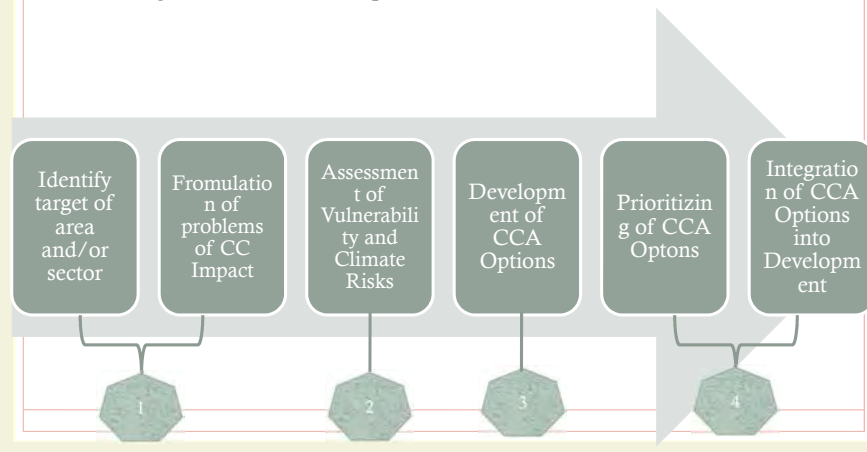 Identify
target of
area
and/or
sector
Fromulatio
n of
problems
of CC
Impact
Assessmen
t of
Vulnerabili
ty and
Climate
Risks
Developm
ent of
CCA
Options
Prioritizin
g of CCA
Optons
Integratio
n of CCA
Options
into
Developm
ent
1
2
3
4